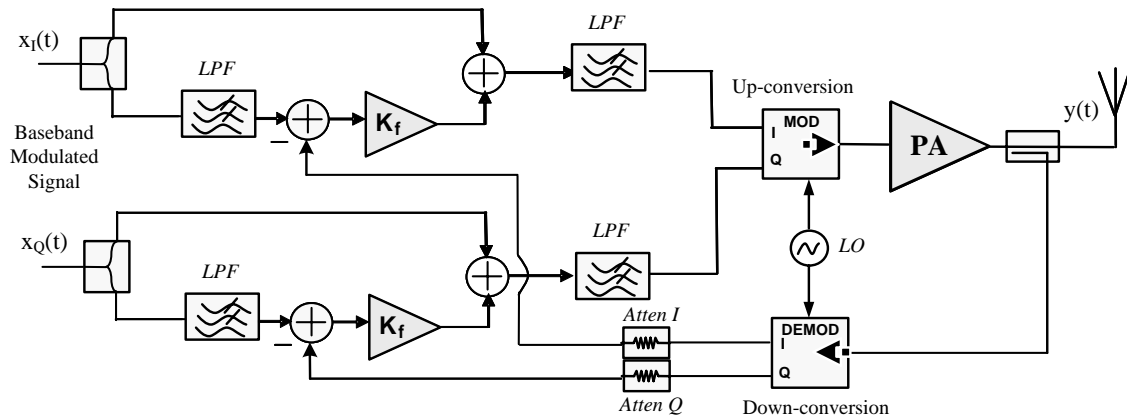 x_I(t)
LPF
LPF
Up-conversion
y(t)
Baseband
Modulated
Signal
K_f
MOD
I
Q
PA
x_Q(t)
LPF
LPF
LO
K_f
Atten I
DEMOD
I
Q
Atten Q
Down-conversion